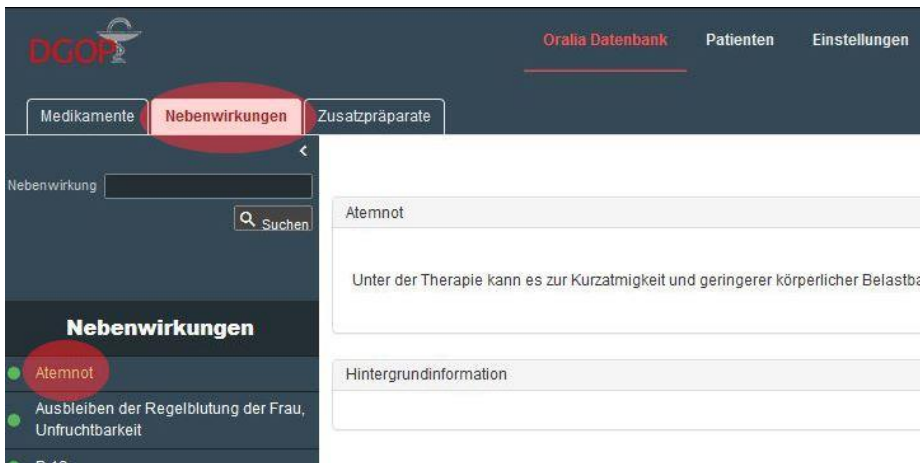 DGOP
Oralia Datenbank Patienten Einstellungen
Medikamente Nebenwirkungen Zusatzpräparate
Nebenwirkung
Suchen
Nebenwirkungen
Atemnot
Ausbleiben der Regelblutung der Frau,
Unfruchtbarkeit
Atemnot
Unter der Therapie kann es zur Kurzatmigkeit und geringerer körperlicher Belastba
Hintergrundinformation